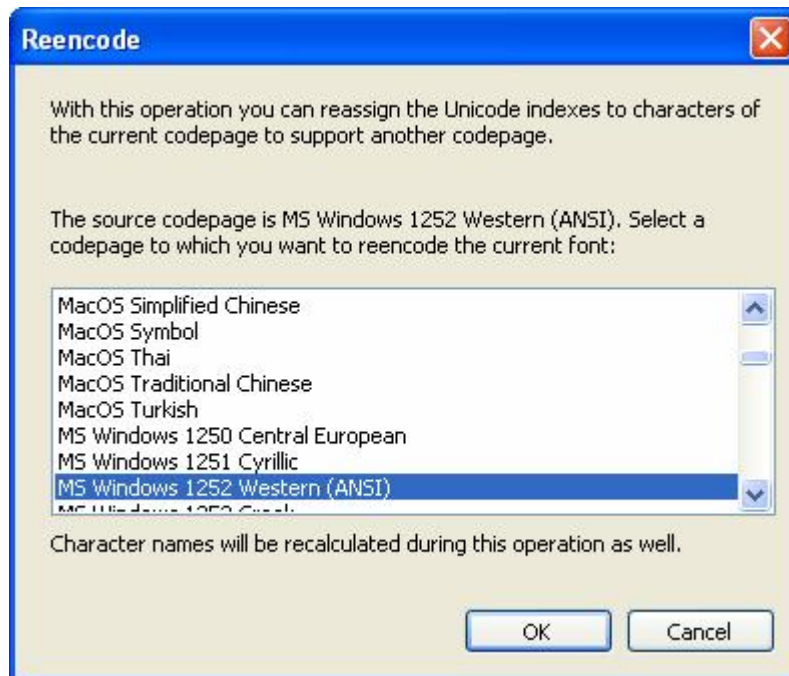 Reencode
With this operation you can reassign the Unicode indexes to characters of
the current codepage to support another codepage.
The source codepage is MS Windows 1252 Western (ANSI). Select a
codepage to which you want to reencode the current font:
MacOS Simplified Chinese
MacOS Symbol
MacOS Thai
MacOS Traditional Chinese
MacOS Turkish
MS Windows 1250 Central European
MS Windows 1251 Cyrillic
MS Windows 1252 Western (ANSI)
MS Windows 1253 Greek
Character names will be recalculated during this operation as well.
OK Cancel